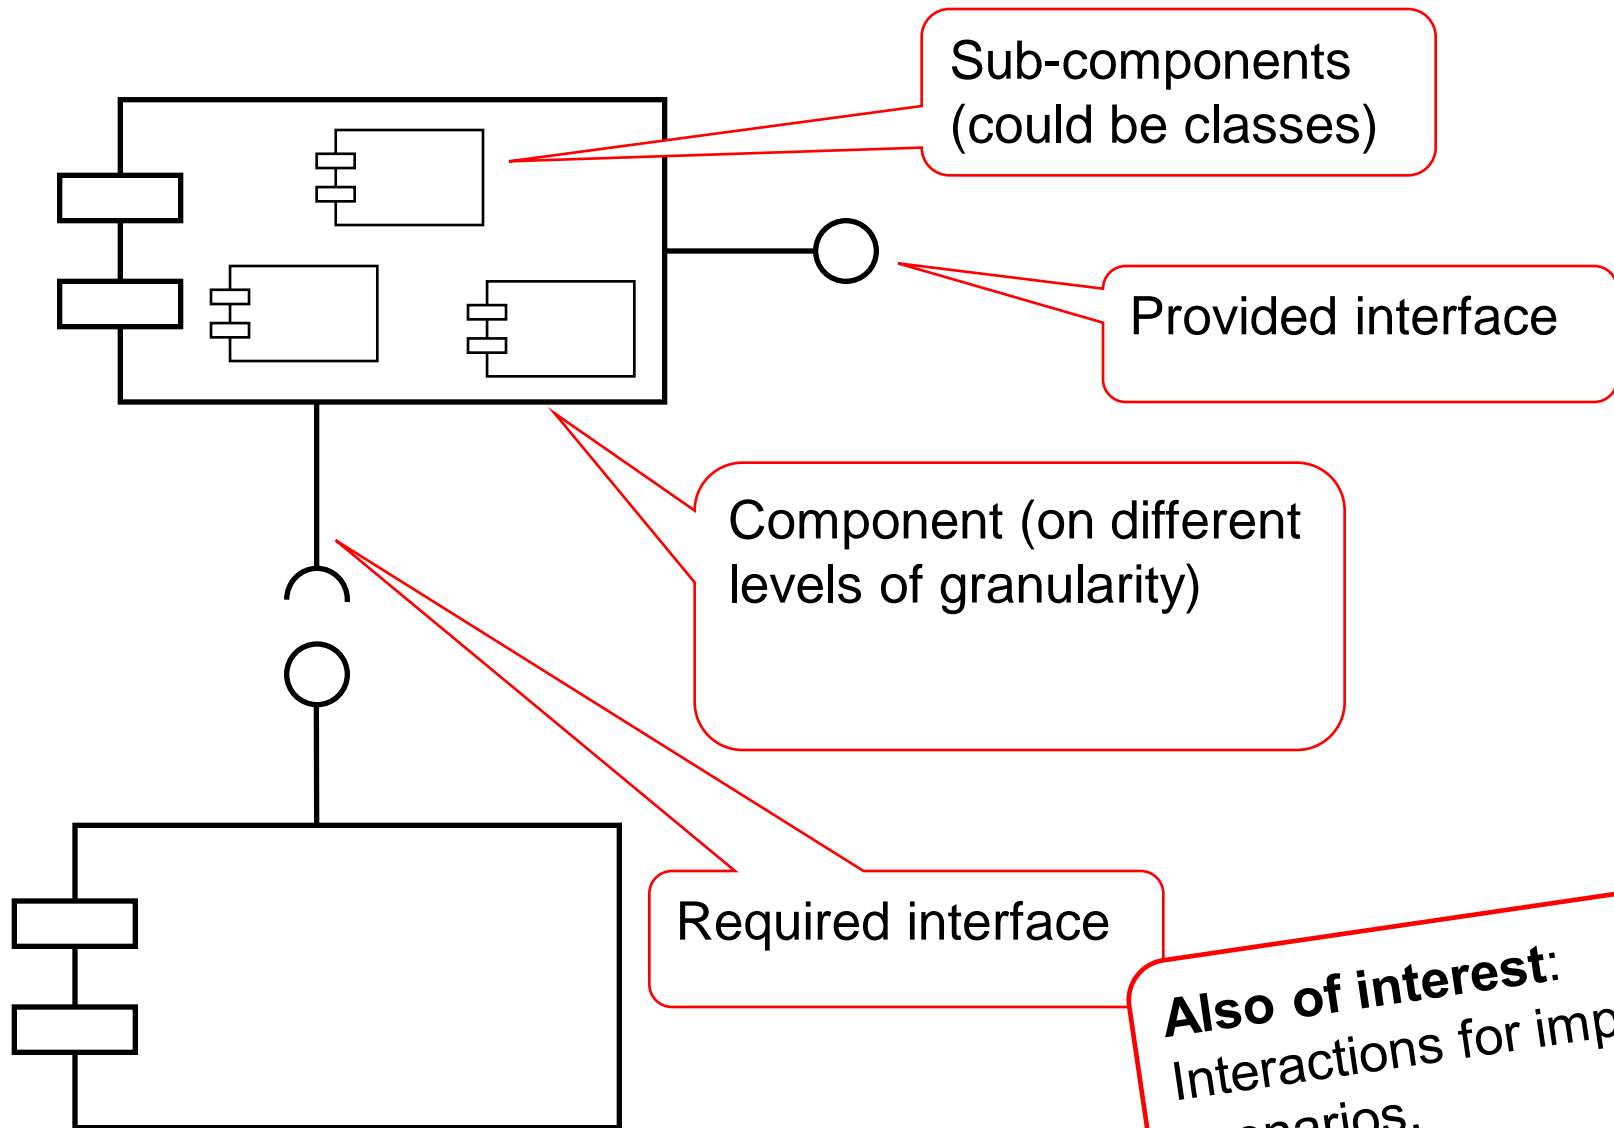 Sub-components
(could be classes)
Provided interface
Component (on different
levels of granularity)
Required interface
Also of interest:
Interactions for